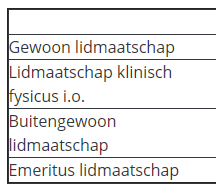 Gewoon lidmaatschap
Lidmaatschap klinisch
fysicus i.o.
Buitengewoon
lidmaatschap
Emeritus lidmaatschap